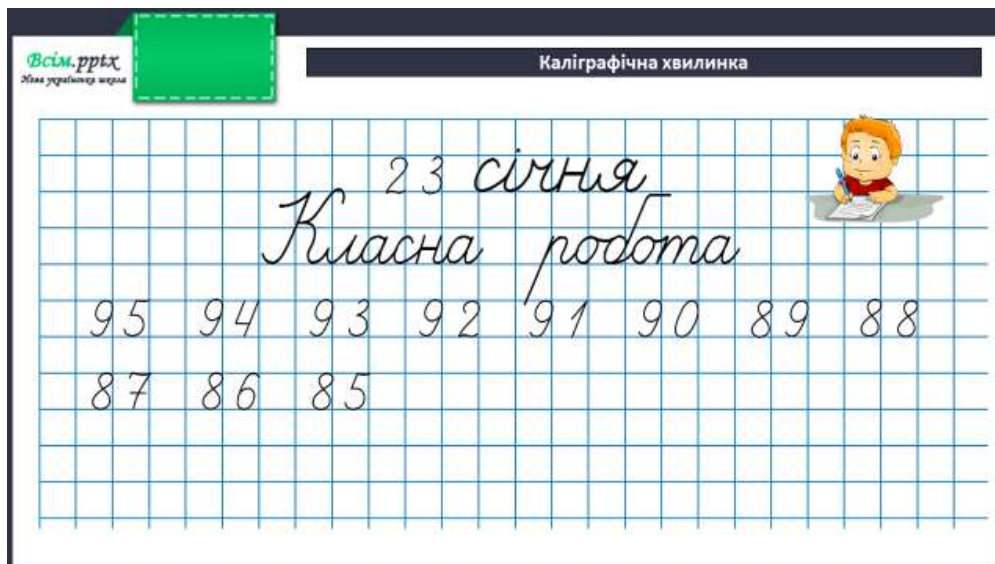 Всім.pptx
Нова українська школа
Каліграфічна хвилинка
23 січня
Класна робота
95 94 93 92 91 90 89 88
87 86 85